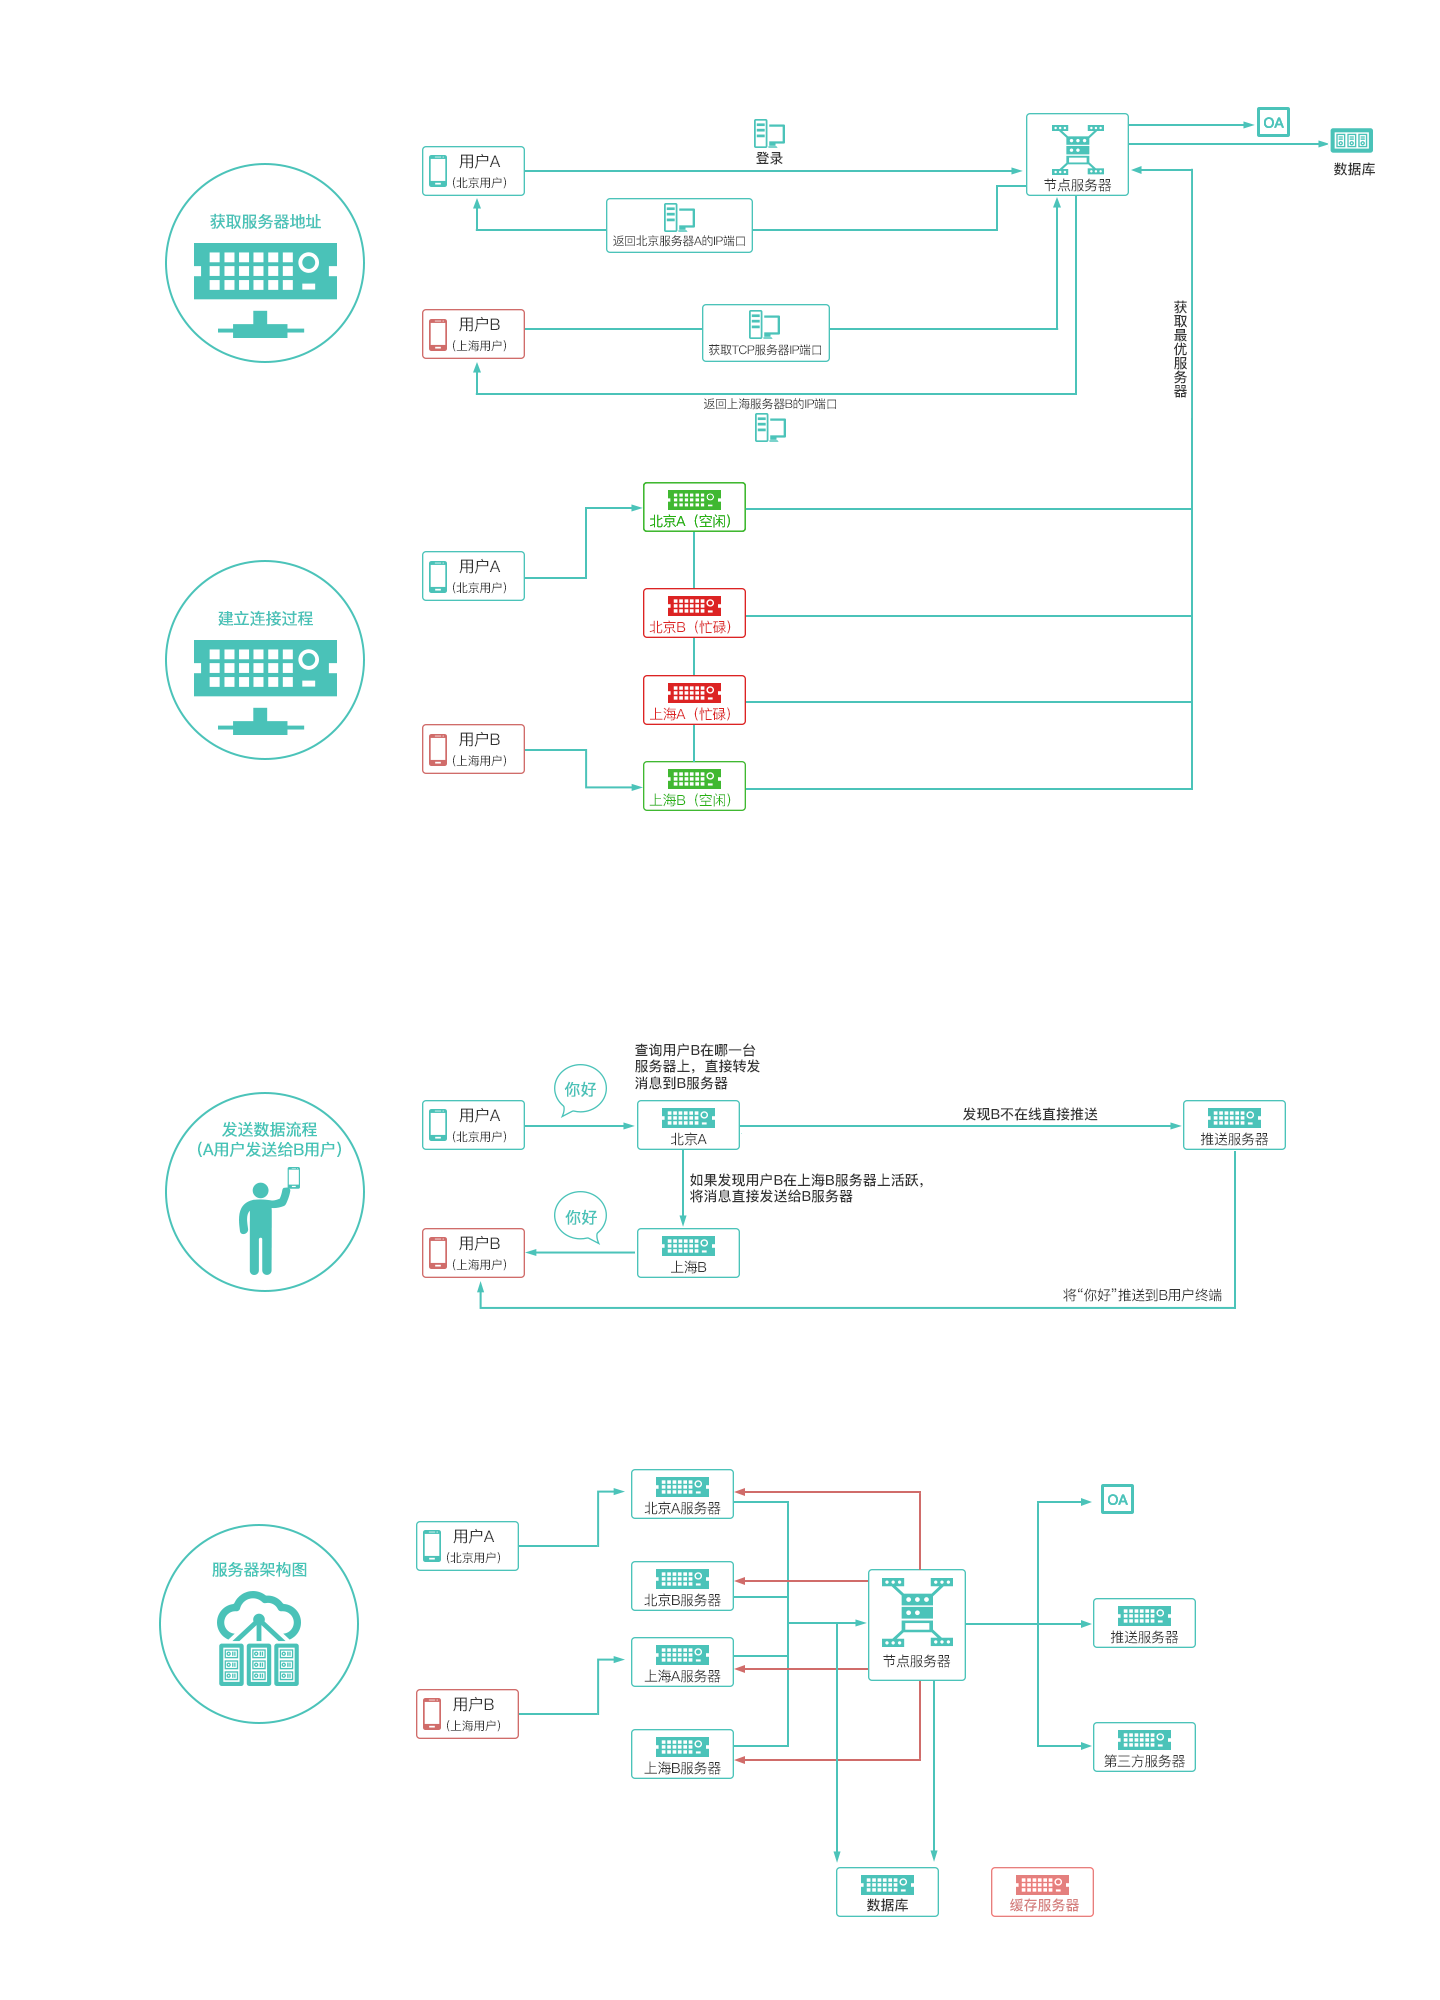 获取服务器地址
用户A
(北京用户)
登录
OA
数据库
节点服务器
返回北京服务器A的IP端口
用户B
(上海用户)
获取TCP服务器IP端口
返回上海服务器B的IP端口
获取最优服务器
建立连接过程
用户A
(北京用户)
用户B
(上海用户)
北京A（空闲）
北京B（忙碌）
上海A（忙碌）
上海B（空闲）
发送数据流程
(A用户发送给B用户)
用户A
(北京用户)
你好
查询用户B在哪一台
服务器上，直接转发
消息到B服务器
北京A
发现B不在线直接推送
推送服务器
如果发现用户B在上海B服务器上活跃，
将消息直接发送给B服务器
你好
用户B
(上海用户)
上海B
将“你好”推送到B用户终端
服务器架构图
用户A
(北京用户)
用户B
(上海用户)
北京A服务器
北京B服务器
上海A服务器
上海B服务器
节点服务器
OA
推送服务器
第三方服务器
数据库
缓存服务器